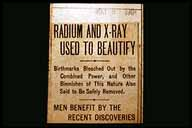 RADIUM AND X-RAY
USED TO BEAUTIFY
Birthmarks Bleached Out by the
Combined Power, and Other
Blemishes of This Nature Also
Said to Be Safely Removed.
MEN BENEFIT BY THE
RECENT DISCOVERIES